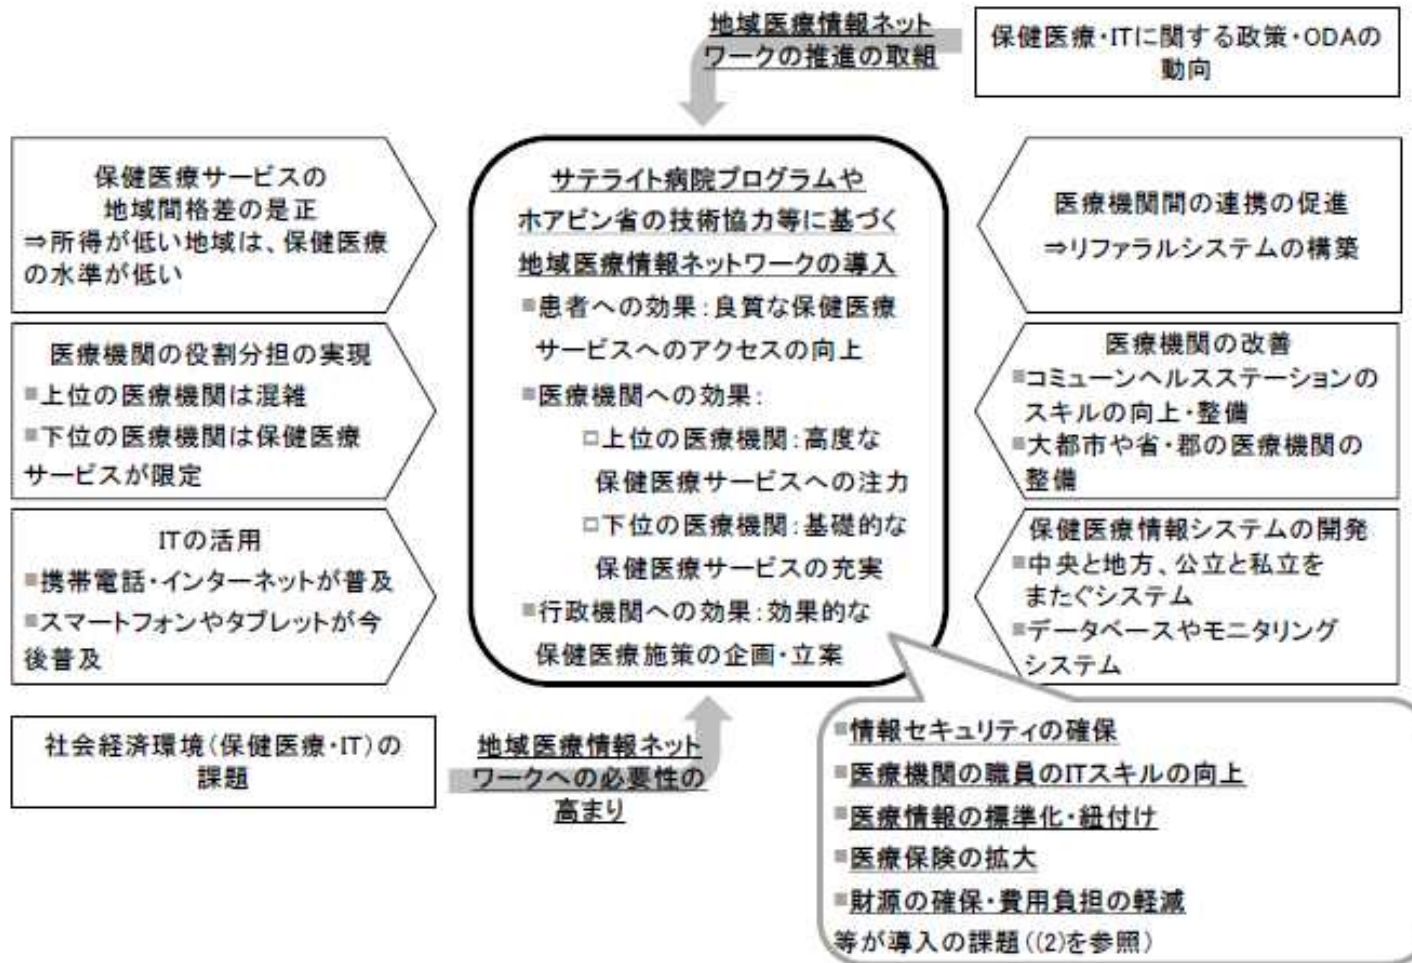 地域医療情報ネット
ワークの推進の取組
保健医療・ITに関する政策・ODAの
動向
保健医療サービスの
地域間格差の是正
⇒所得が低い地域は、保健医療
の水準が低い
医療機関の役割分担の実現
■上位の医療機関は混雑
■下位の医療機関は保健医療
サービスが限定
ITの活用
■携帯電話・インターネットが普及
■スマートフォンやタブレットが今
後普及
社会経済環境(保健医療・IT)の
課題
サテライト病院プログラムや
ホアビン省の技術協力等に基づく
地域医療情報ネットワークの導入
■患者への効果:良質な保健医療
サービスへのアクセスの向上
■医療機関への効果:
□上位の医療機関:高度な
保健医療サービスへの注力
□下位の医療機関:基礎的な
保健医療サービスの充実
■行政機関への効果:効果的な
保健医療施策の企画・立案
地域医療情報ネット
ワークへの必要性の
高まり
医療機関間の連携の促進
⇒リファラルシステムの構築
医療機関の改善
■コミューンヘルスステーションの
スキルの向上・整備
■大都市や省・郡の医療機関の
整備
保健医療情報システムの開発
■中央と地方、公立と私立を
またぐシステム
■データベースやモニタリング
システム
■情報セキュリティの確保
■医療機関の職員のITスキルの向上
■医療情報の標準化・紐付け
■医療保険の拡大
■財源の確保・費用負担の軽減
等が導入の課題((2)を参照)